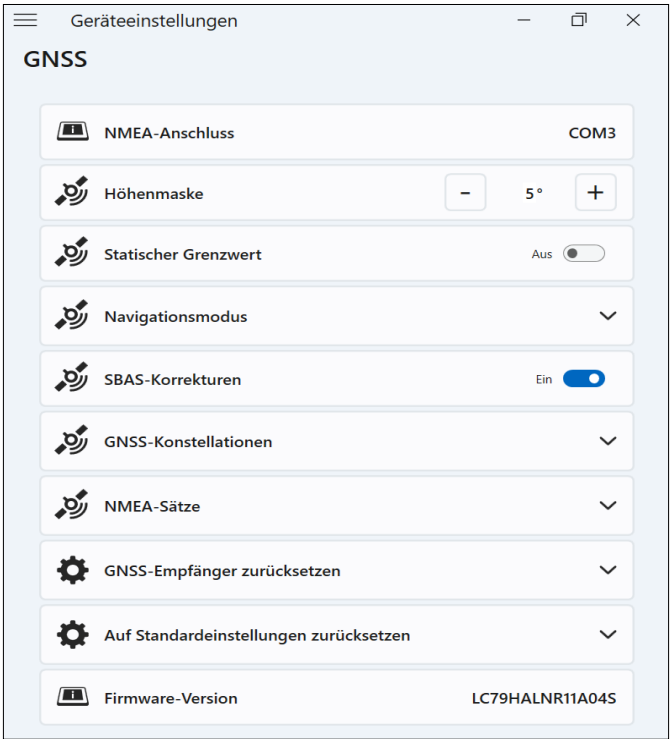 Geräteeinstellungen
GNSS
NMEA-Anschluss COM3
Höhenmaske - 5° +
Statischer Grenzwert Aus
Navigationsmodus
SBAS-Korrekturen Ein
GNSS-Konstellationen
NMEA-Sätze
GNSS-Empfänger zurücksetzen
Auf Standardeinstellungen zurücksetzen
Firmware-Version LC79HALNR11A04S